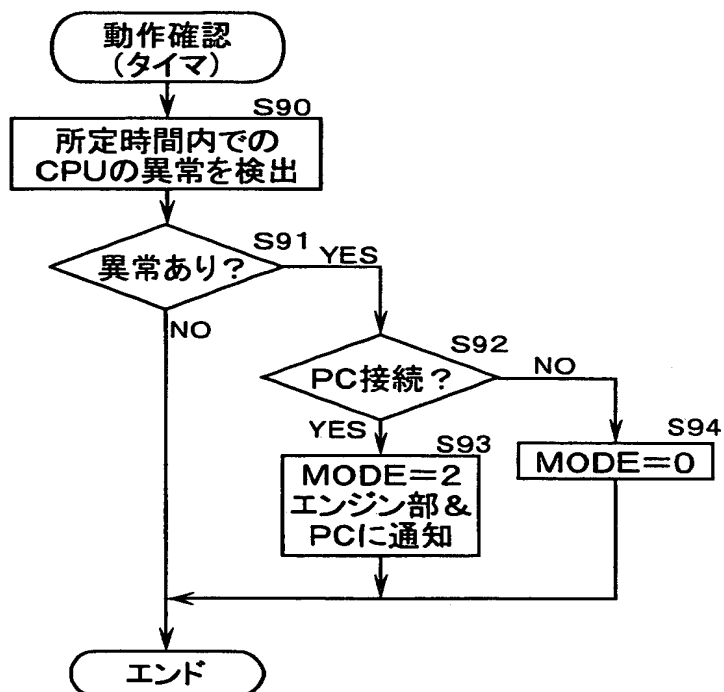 動作確認
(タイマ)
S90
所定時間内での
CPUの異常を検出
S91
異常あり?
YES
NO
S92
PC接続?
NO
YES
S93
MODE=2
エンジン部&
PCに通知
S94
MODE=0
エンド